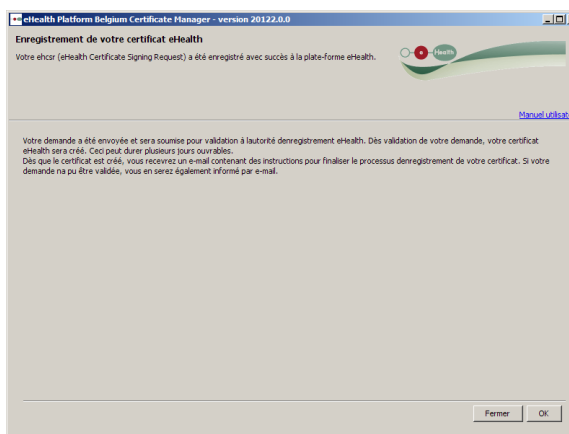 eHealth Platform Belgium Certificate Manager - version 20122.0.0
Enregistrement de votre certificat eHealth
Votre ehcsr (eHealth Certificate Signing Request) a été enregistré avec succès à la plate-forme eHealth.
e Health
Manuel utilisat
Votre demande a été envoyée et sera soumise pour validation à lautorité denregistrement eHealth. Dès validation de votre demande, votre certificat
eHealth sera créé. Ceci peut durer plusieurs jours ouvrables.
Dès que le certificat est créé, vous recevrez un e-mail contenant des instructions pour finaliser le processus denregistrement de votre certificat. Si votre
demande na pu être validée, vous en serez également informé par e-mail.
Fermer OK